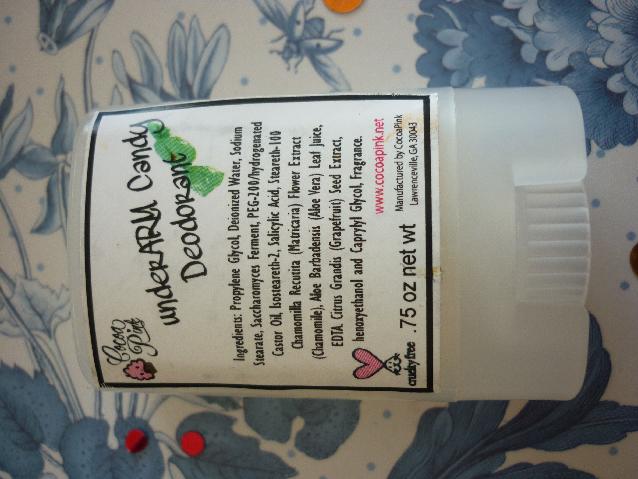 Cocoa
Pink
underARM Candy
Deodorant
Ingredients: Propylene Glycol, Deionized Water, Sodium
Stearate, Saccharomyces Ferment, PEG-200/hydrogenated
Castor Oil, Isosteareth-2, Salicylic Acid, Steareth-100
Chamomilla Recutita (Matricaria) Flower Extract
(Chamomile), Aloe Barbadensis (Aloe Vera) Leaf Juice,
EDTA, Citrus Grandis (Grapefruit) Seed Extract,
henoxyethanol and Caprylyl Glycol, Fragrance.
www.cocoapink.net
Manufactured by CocoaPink
Lawrenceville, GA 30043
cruelty free .75 oz net wt